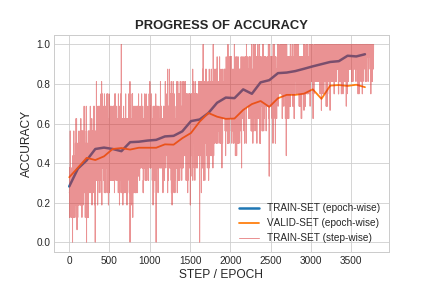 PROGRESS OF ACCURACY
1.0
0.8
0.6
0.4
0.2
0.0
ACCURACY
TRAIN-SET (epoch-wise)
VALID-SET (epoch-wise)
TRAIN-SET (step-wise)
0 500 1000 1500 2000 2500 3000 3500
STEP / EPOCH